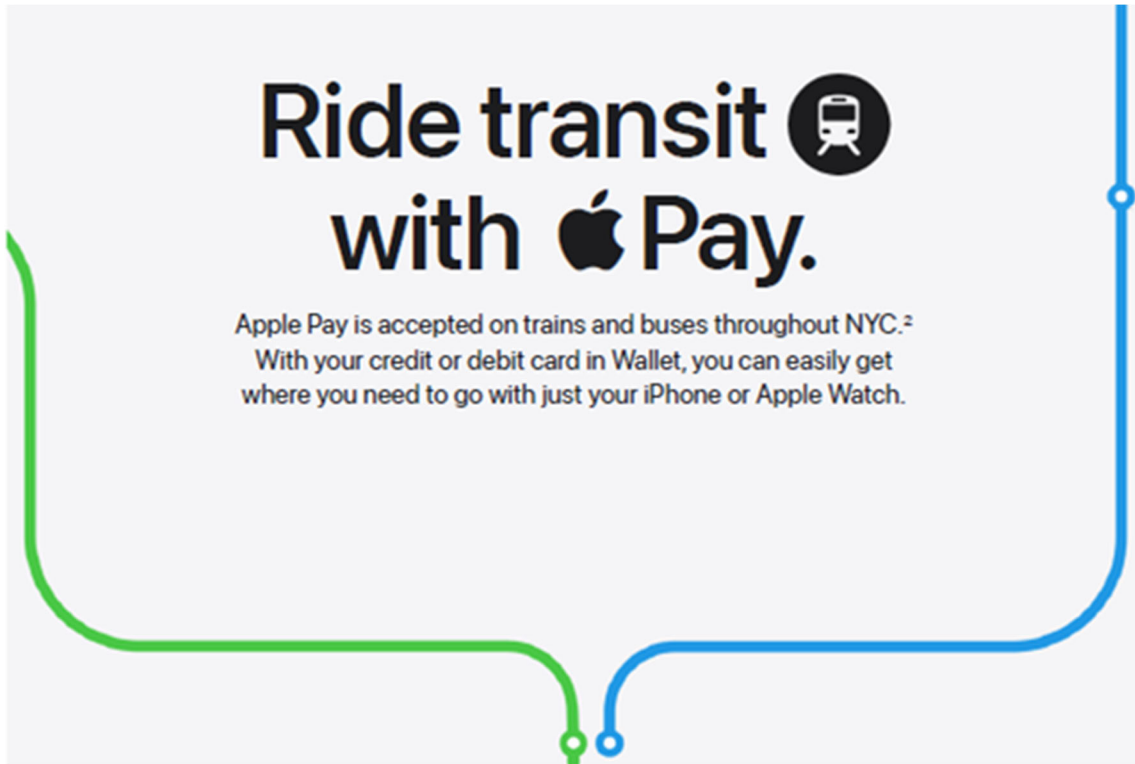 Ride transit
with Pay.
Apple Pay is accepted on trains and buses throughout NYC.²
With your credit or debit card in Wallet, you can easily get
where you need to go with just your iPhone or Apple Watch.